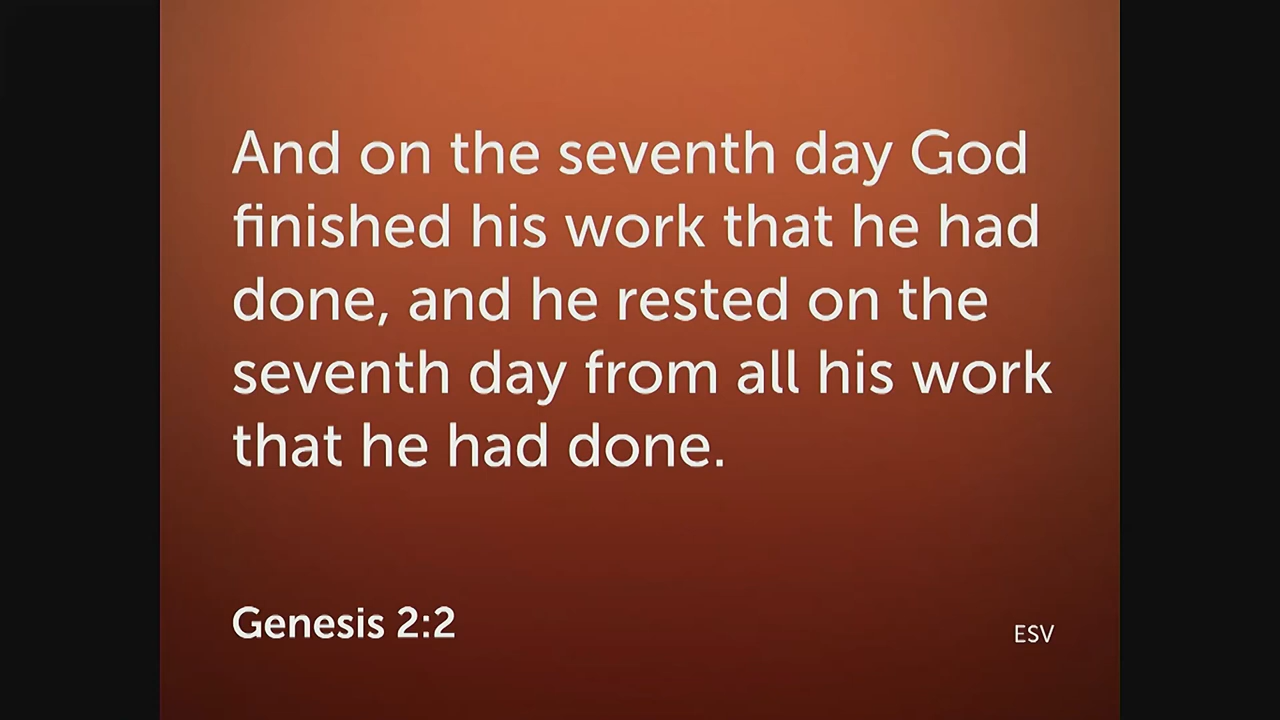 And on the seventh day God
finished his work that he had
done, and he rested on the
seventh day from all his work
that he had done.
Genesis 2:2
ESV